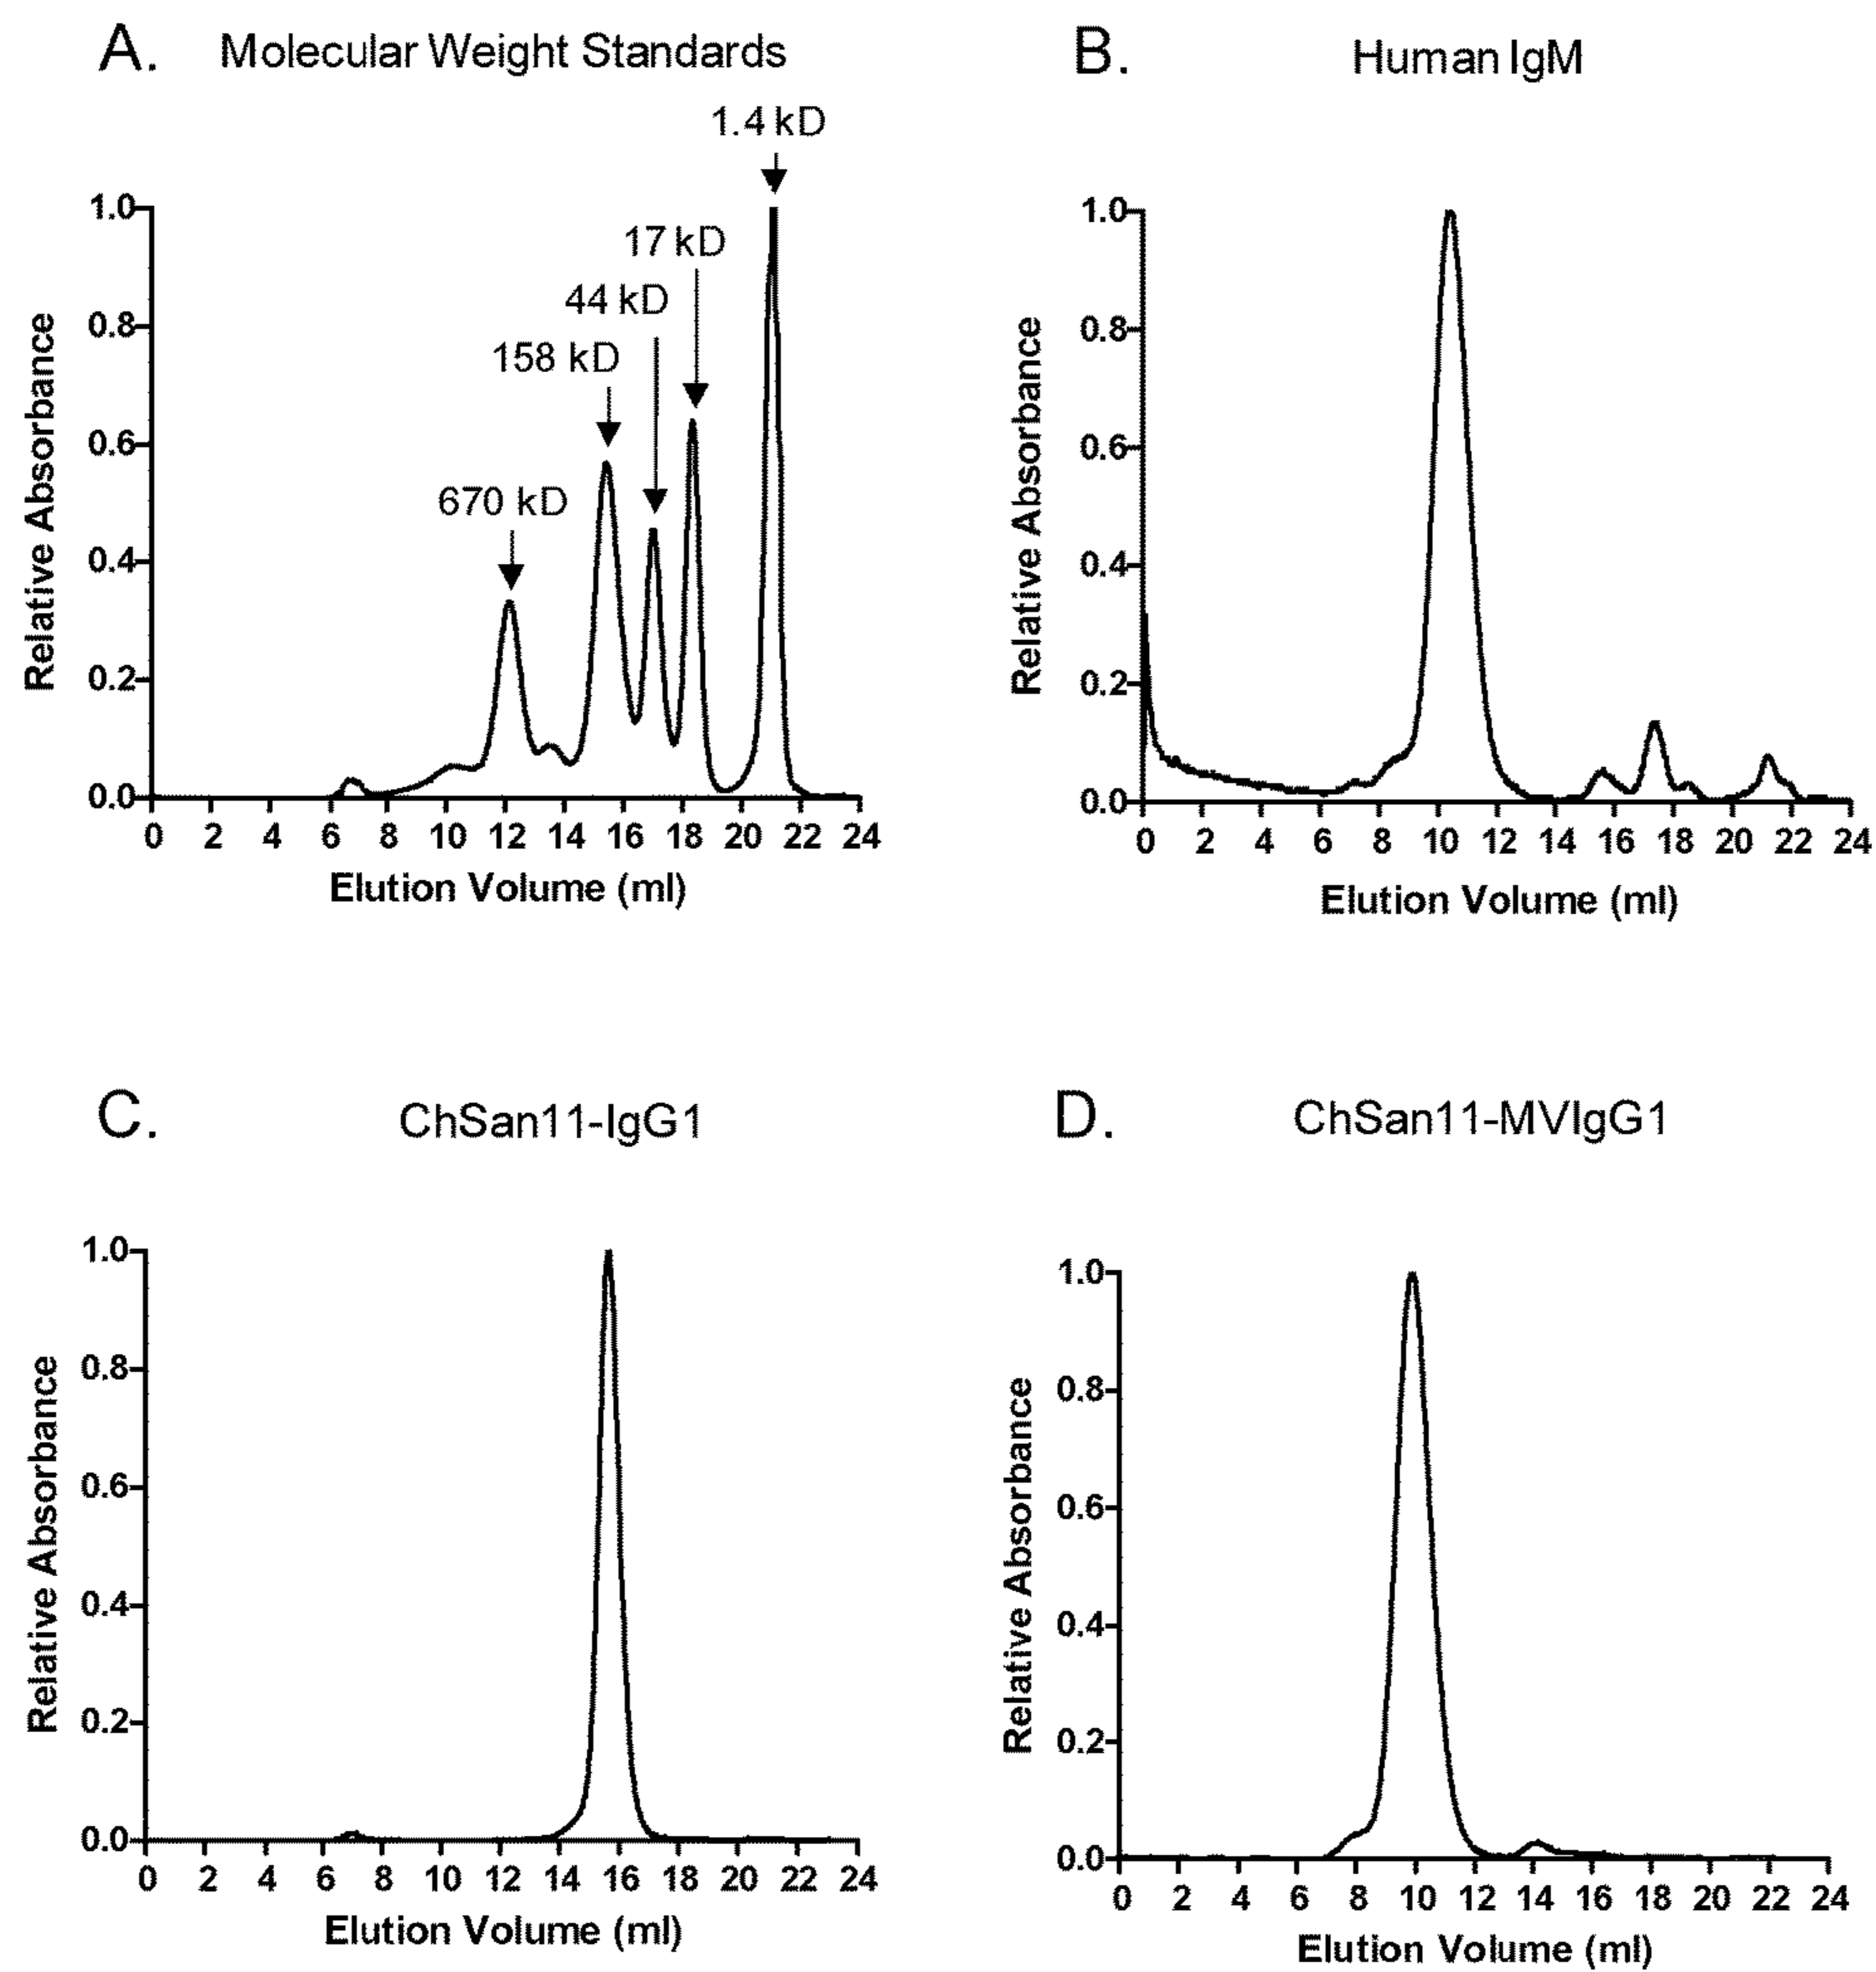 A. Molecular Weight Standards
1.4 kD
17 kD
44 kD
158 kD
670 kD
Relative Absorbance
1.0
0.8
0.6
0.4
0.2
0.0
0 2 4 6 8 10 12 14 16 18 20 22 24
Elution Volume (ml)
B. Human IgM
Relative Absorbance
1.0
0.8
0.6
0.4
0.2
0.0
0 2 4 6 8 10 12 14 16 18 20 22 24
Elution Volume (ml)
C. ChSan11-IgG1
Relative Absorbance
1.0
0.8
0.6
0.4
0.2
0.0
0 2 4 6 8 10 12 14 16 18 20 22 24
Elution Volume (ml)
D. ChSan11-MVIgG1
Relative Absorbance
1.0
0.8
0.6
0.4
0.2
0.0
0 2 4 6 8 10 12 14 16 18 20 22 24
Elution Volume (ml)